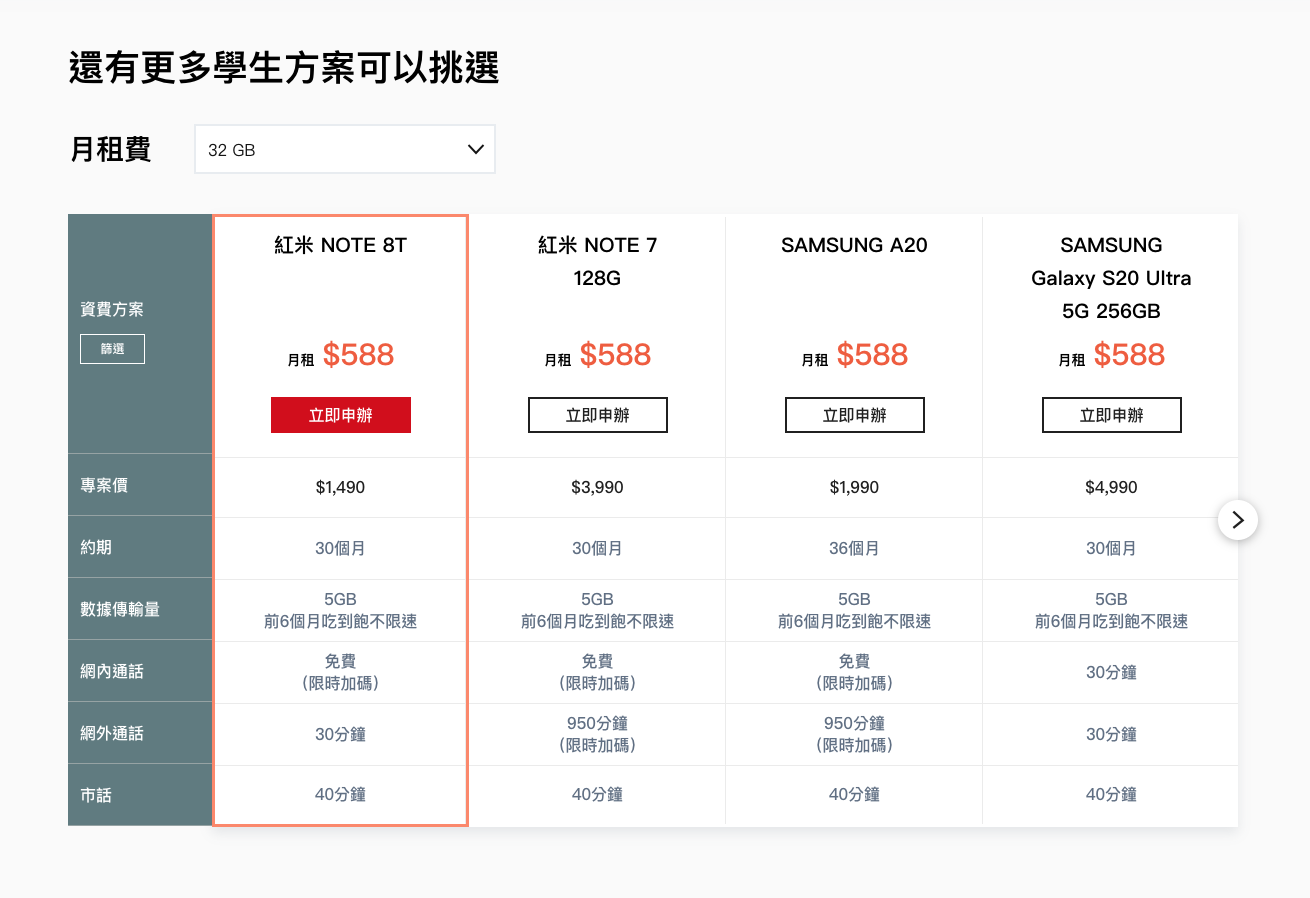 還有更多學生方案可以挑選
月租費
32 GB
資費方案
篩選
紅米 NOTE 8T
月租 $588
立即申辦
紅米 NOTE 7
128G
月租 $588
立即申辦
SAMSUNG A20
月租 $588
立即申辦
SAMSUNG
Galaxy S20 Ultra
5G 256GB
月租 $588
立即申辦
專案價
$1,490
$3,990
$1,990
$4,990
約期
30個月
30個月
36個月
30個月
數據傳輸量
5GB
前6個月吃到飽不限速
5GB
前6個月吃到飽不限速
5GB
前6個月吃到飽不限速
5GB
前6個月吃到飽不限速
網內通話
免費
(限時加碼)
免費
(限時加碼)
免費
(限時加碼)
30分鐘
網外通話
30分鐘
950分鐘
(限時加碼)
950分鐘
(限時加碼)
30分鐘
市話
40分鐘
40分鐘
40分鐘
40分鐘